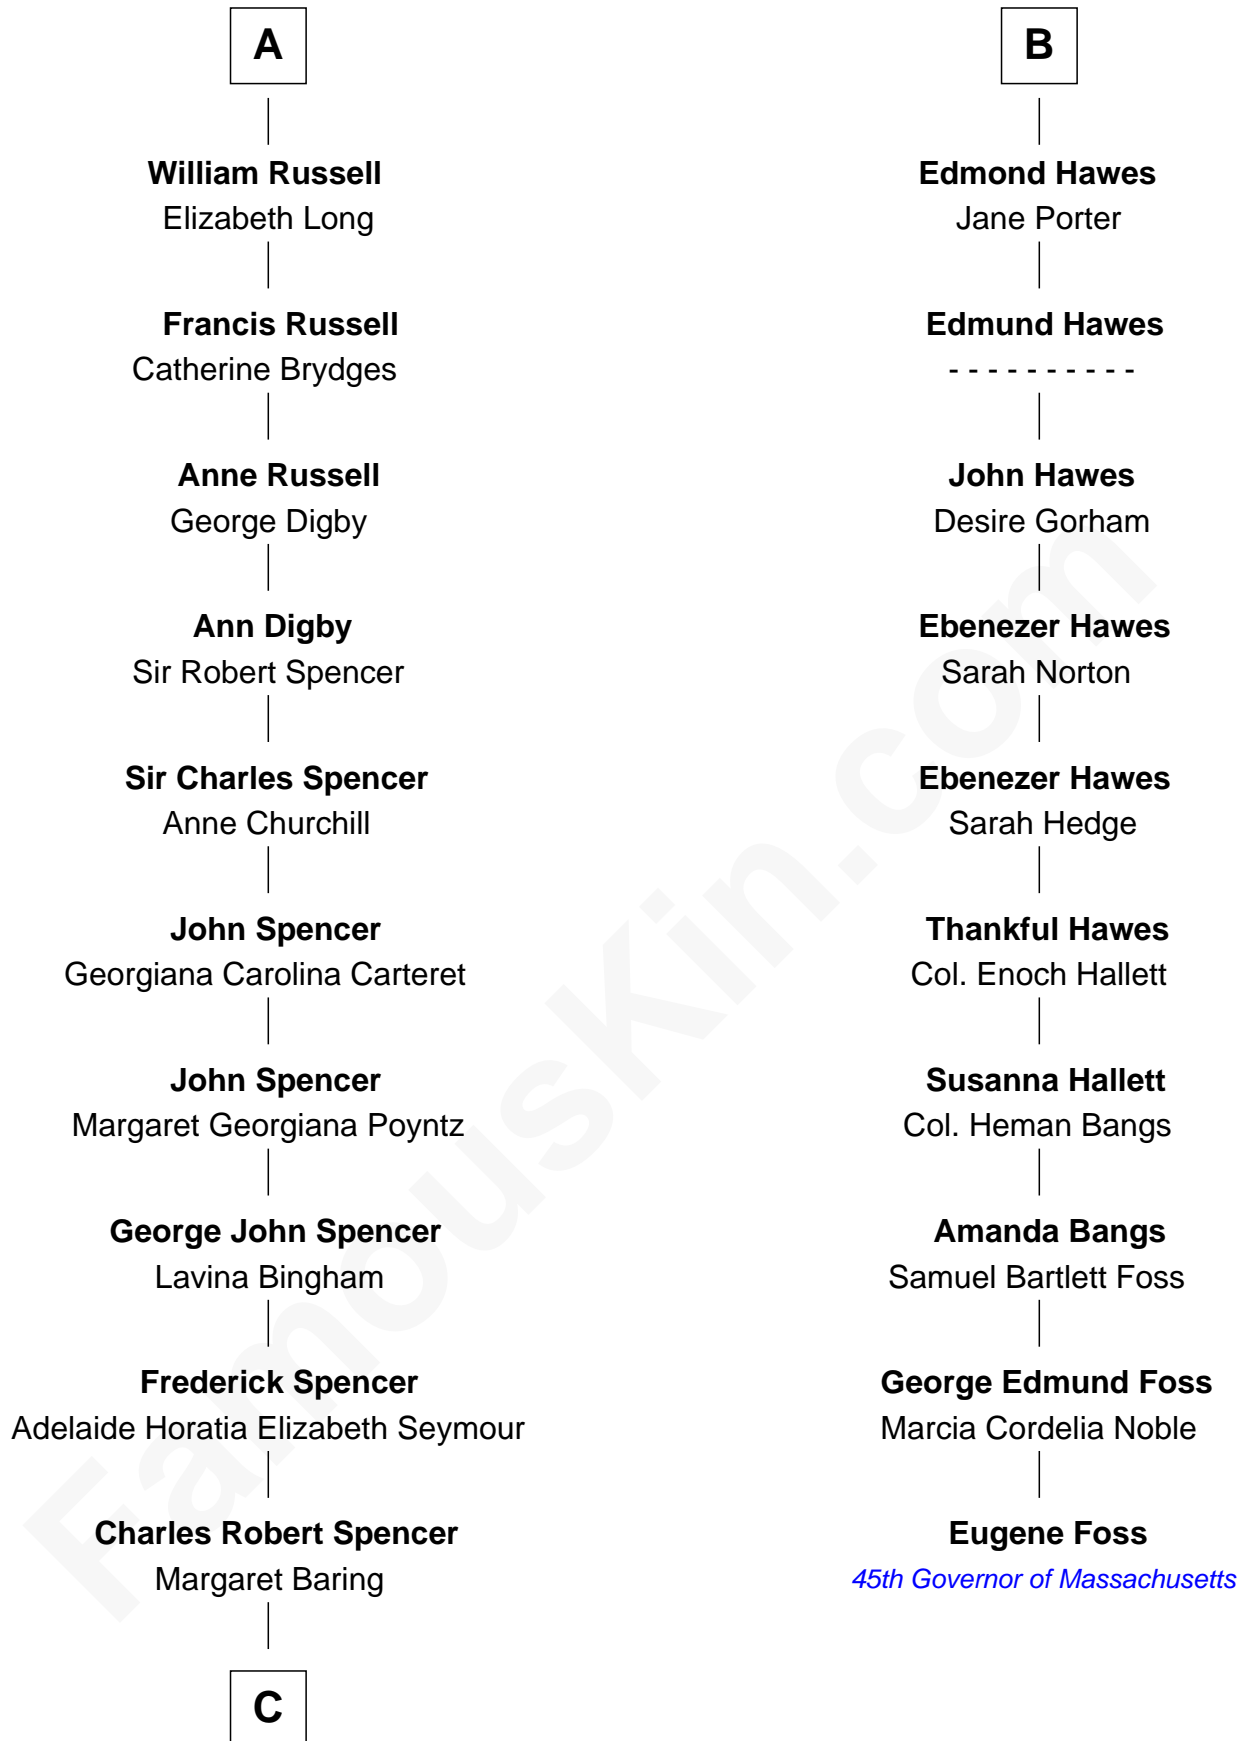 A
William Russell
Elizabeth Long
Francis Russell
Catherine Brydges
Anne Russell
George Digby
Ann Digby
Sir Robert Spencer
Sir Charles Spencer
Anne Churchill
John Spencer
Georgiana Carolina Carteret
John Spencer
Margaret Georgiana Poyntz
George John Spencer
Lavina Bingham
Frederick Spencer
Adelaide Horatia Elizabeth Seymour
Charles Robert Spencer
Margaret Baring
C
B
Edmond Hawes
Jane Porter
Edmund Hawes
- - - - - - - - - -
John Hawes
Desire Gorham
Ebenezer Hawes
Sarah Norton
Ebenezer Hawes
Sarah Hedge
Thankful Hawes
Col. Enoch Hallett
Susanna Hallett
Col. Heman Bangs
Amanda Bangs
Samuel Bartlett Foss
George Edmund Foss
Marcia Cordelia Noble
Eugene Foss
45th Governor of Massachusetts
FamousKin.com